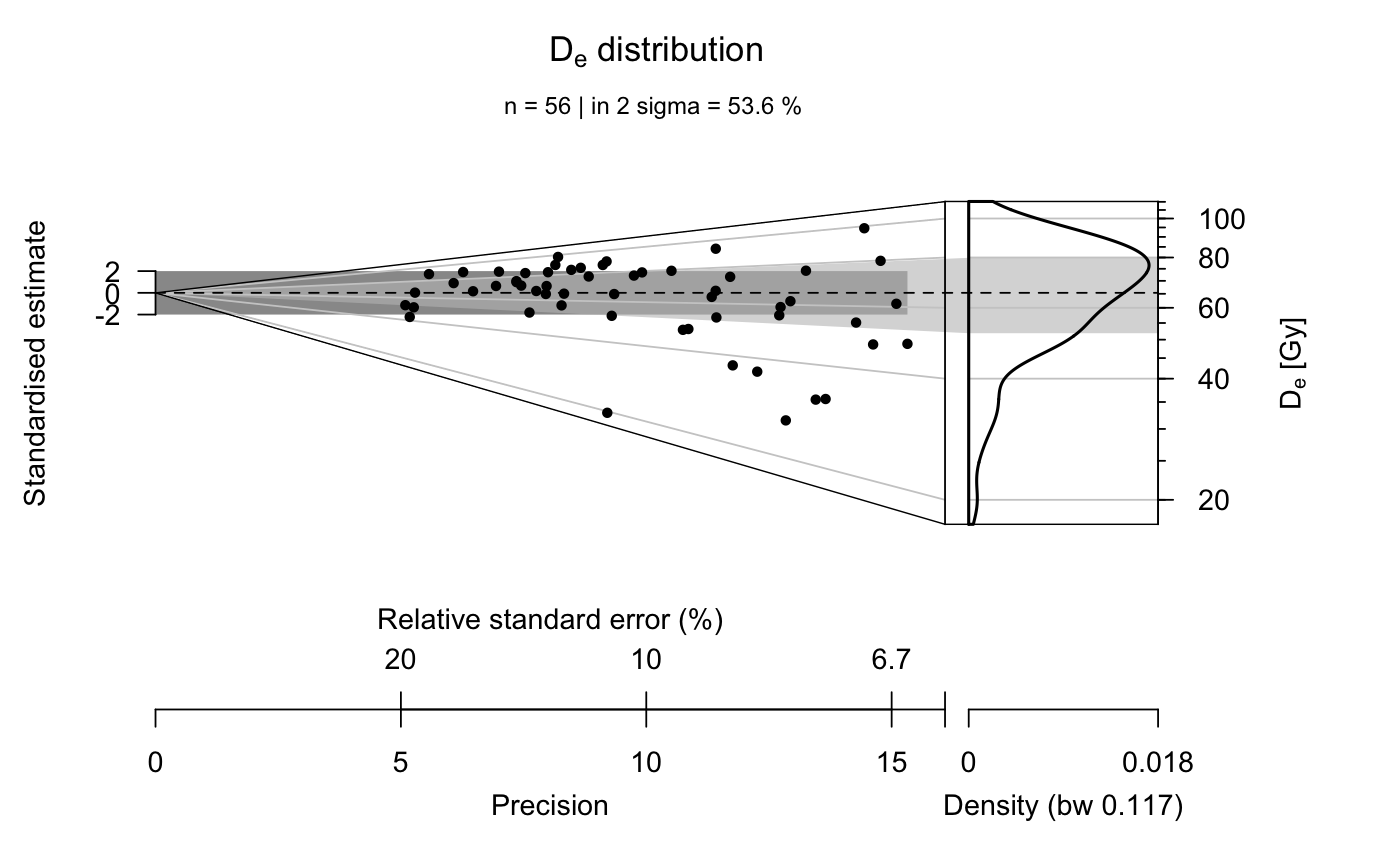 De distribution
n = 56 | in 2 sigma = 53.6 %
Standardised estimate
2
0
-2
100
80
60
40
20
De [Gy]
Relative standard error (%)
20 10 6.7
0 5 10 15 0 0.018
Precision Density (bw 0.117)